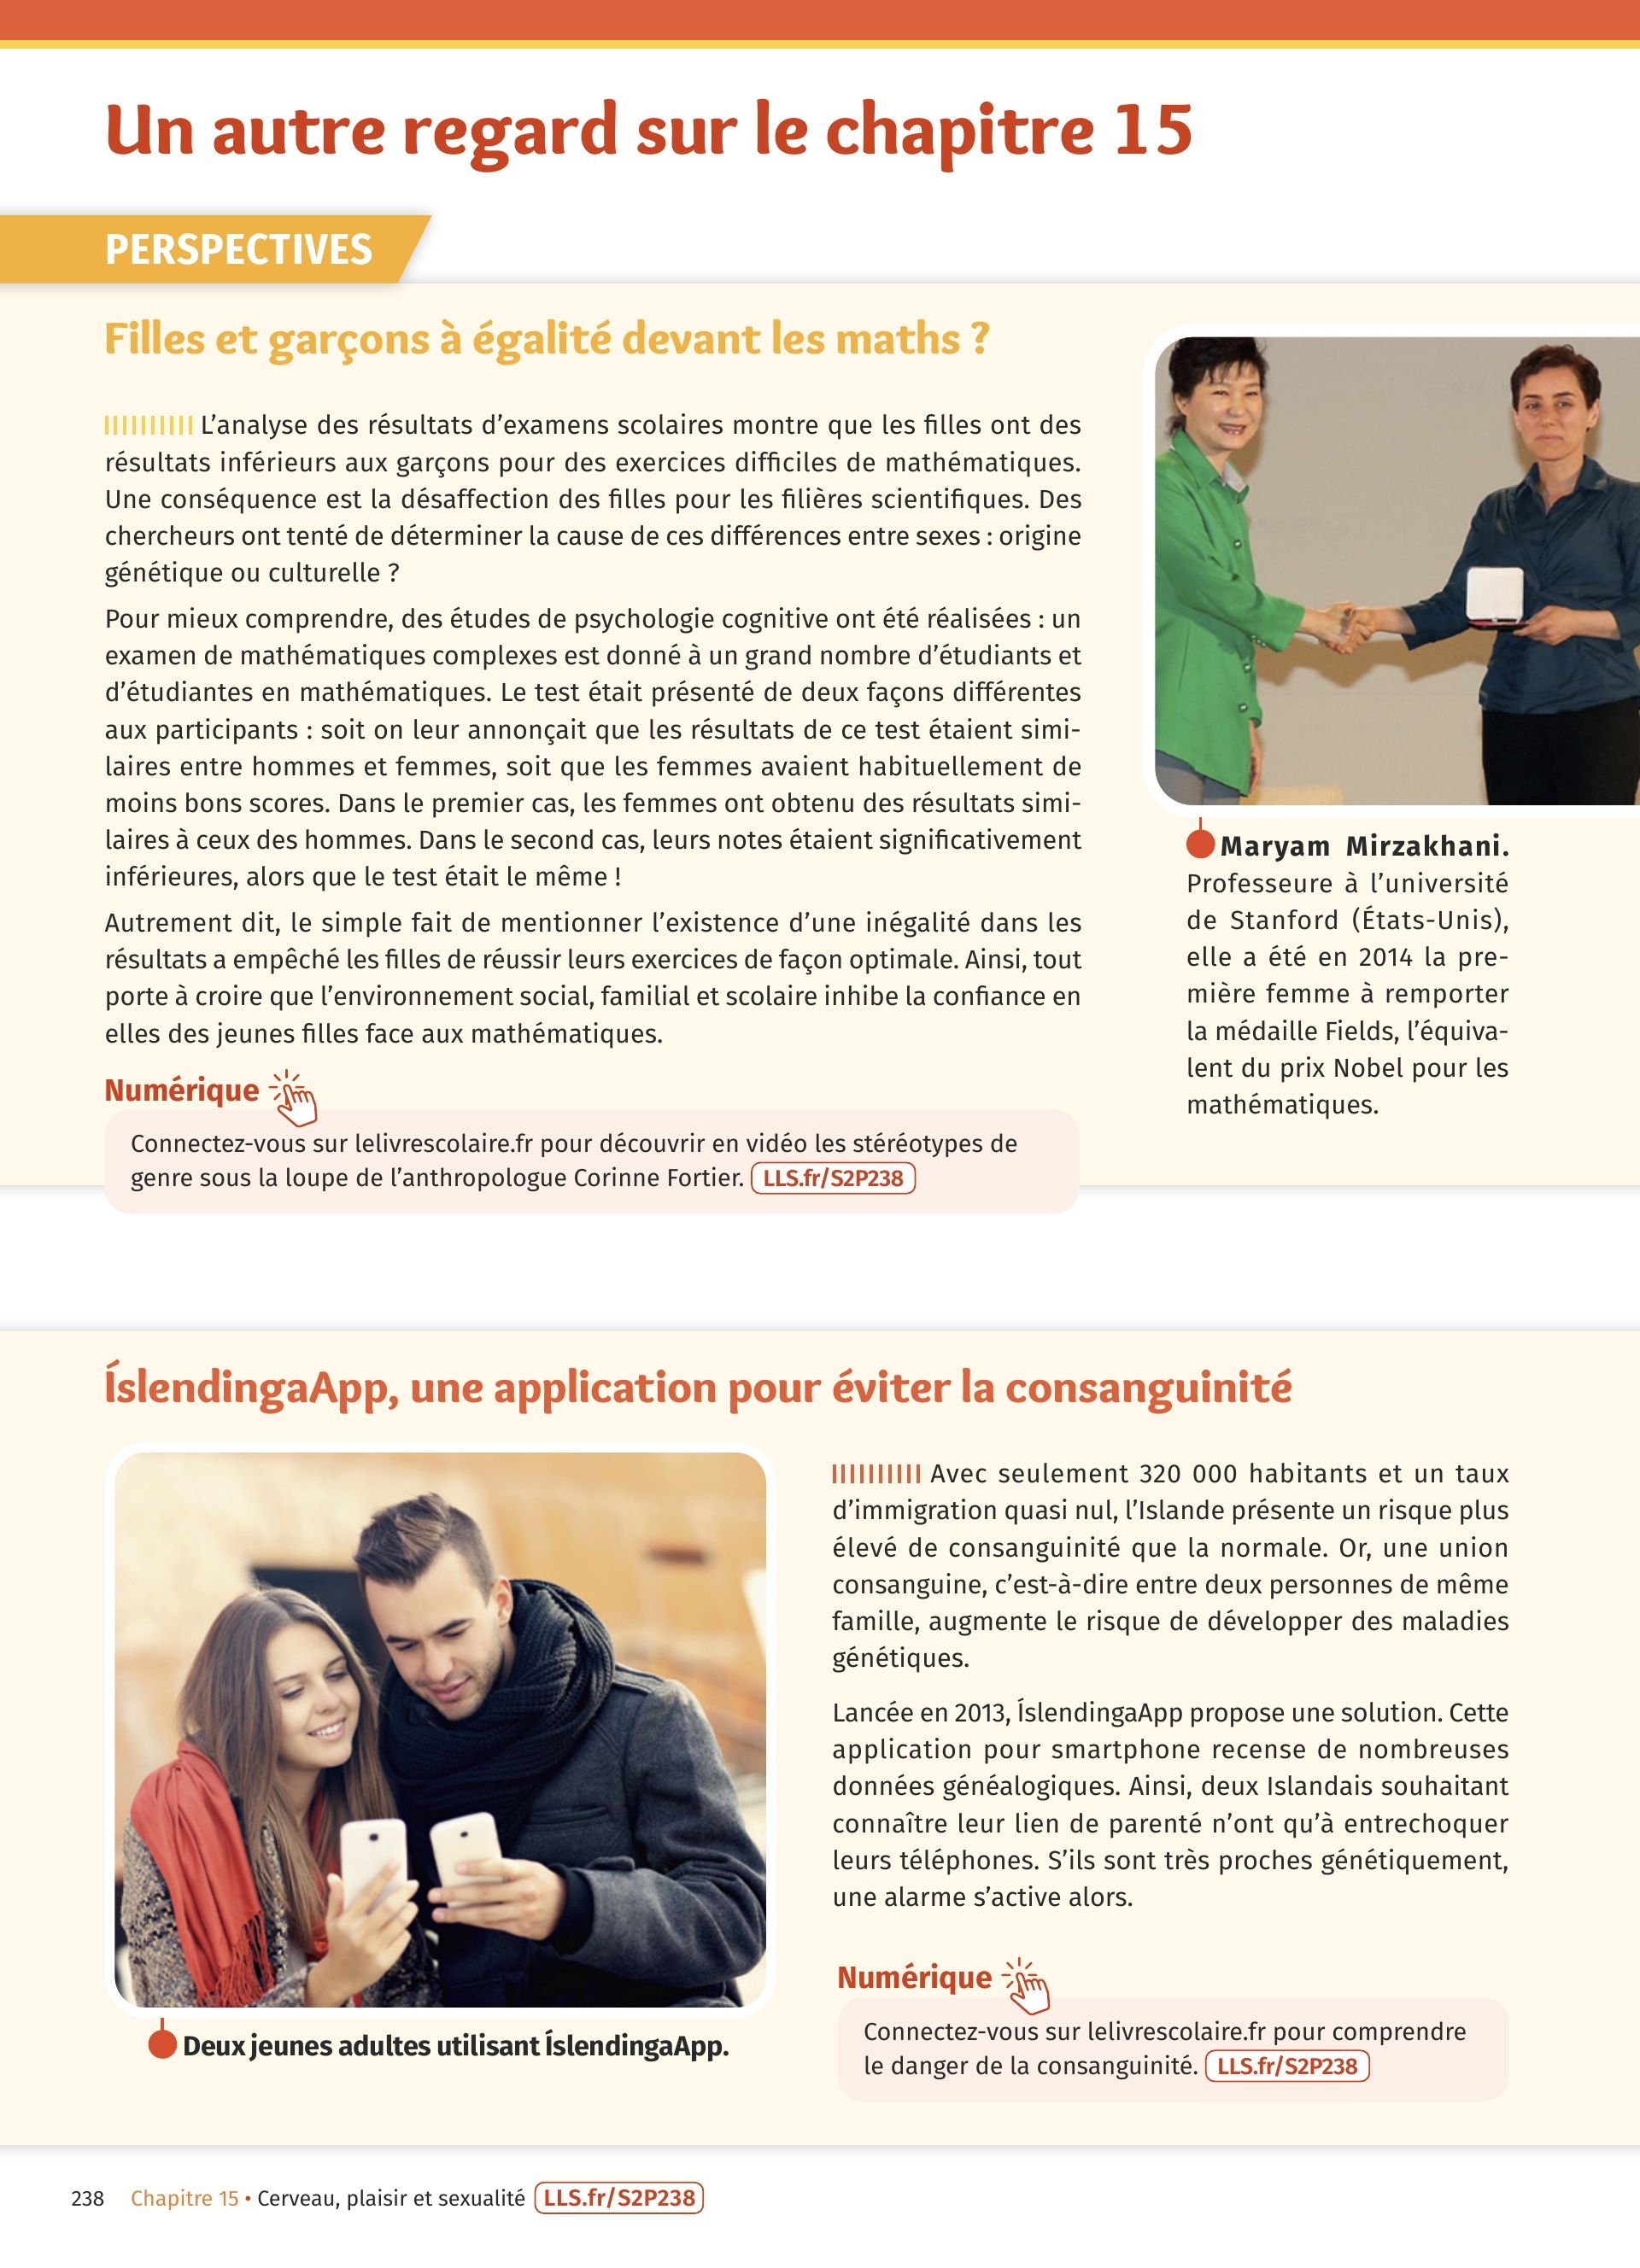 Un autre regard sur le chapitre 15
PERSPECTIVES
Filles et garçons à égalité devant les maths ?
L'analyse des résultats d'examens scolaires montre que les filles ont des
résultats inférieurs aux garçons pour des exercices difficiles de mathématiques.
Une conséquence est la désaffection des filles pour les filières scientifiques. Des
chercheurs ont tenté de déterminer la cause de ces différences entre sexes : origine
génétique ou culturelle ?
Pour mieux comprendre, des études de psychologie cognitive ont été réalisées : un
examen de mathématiques complexes est donné à un grand nombre d'étudiants et
d'étudiantes en mathématiques. Le test était présenté de deux façons différentes
aux participants : soit on leur annonçait que les résultats de ce test étaient simi-
laires entre hommes et femmes, soit que les femmes avaient habituellement de
moins bons scores. Dans le premier cas, les femmes ont obtenu des résultats simi-
laires à ceux des hommes. Dans le second cas, leurs notes étaient significativement
inférieures, alors que le test était le même !
Autrement dit, le simple fait de mentionner l'existence d'une inégalité dans les
résultats a empêché les filles de réussir leurs exercices de façon optimale. Ainsi, tout
porte à croire que l'environnement social, familial et scolaire inhibe la confiance en
elles des jeunes filles face aux mathématiques.
Numérique
Connectez-vous sur lelivrescolaire.fr pour découvrir en vidéo les stéréotypes de
genre sous la loupe de l'anthropologue Corinne Fortier. LLS.fr/S2P238
Maryam Mirzakhani.
Professeure à l'université
de Stanford (États-Unis),
elle a été en 2014 la pre-
mière femme à remporter
la médaille Fields, l'équiva-
lent du prix Nobel pour les
mathématiques.
ÍslendingaApp, une application pour éviter la consanguinité
Avec seulement 320 000 habitants et un taux
d'immigration quasi nul, l'Islande présente un risque plus
élevé de consanguinité que la normale. Or, une union
consanguine, c'est-à-dire entre deux personnes de même
famille, augmente le risque de développer des maladies
génétiques.
Lancée en 2013, ÍslendingaApp propose une solution. Cette
application pour smartphone recense de nombreuses
données généalogiques. Ainsi, deux Islandais souhaitant
connaître leur lien de parenté n'ont qu'à entrechoquer
leurs téléphones. S'ils sont très proches génétiquement,
une alarme s'active alors.
Deux jeunes adultes utilisant ÍslendingaApp.
Numérique
Connectez-vous sur lelivrescolaire.fr pour comprendre
le danger de la consanguinité. LLS.fr/S2P238
238 Chapitre 15 • Cerveau, plaisir et sexualité LLS.fr/S2P238